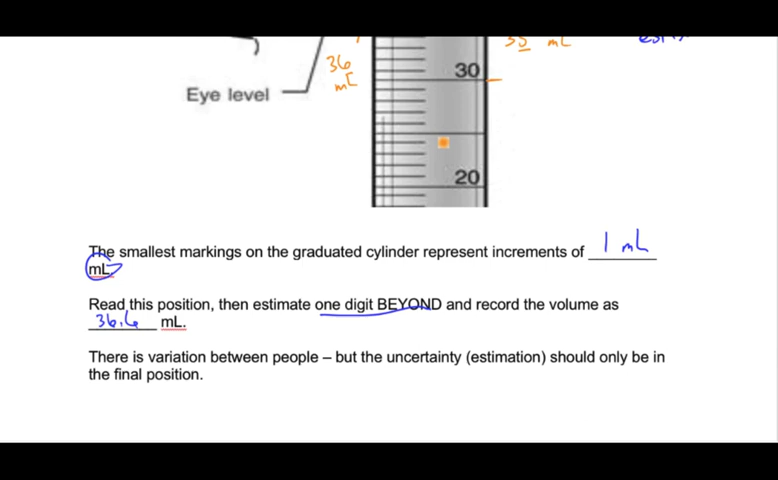 36
mL
30
Eye level
20
The smallest markings on the graduated cylinder represent increments of 1 mL
mL.
Read this position, then estimate one digit BEYOND and record the volume as
36.6 mL.
There is variation between people – but the uncertainty (estimation) should only be in
the final position.